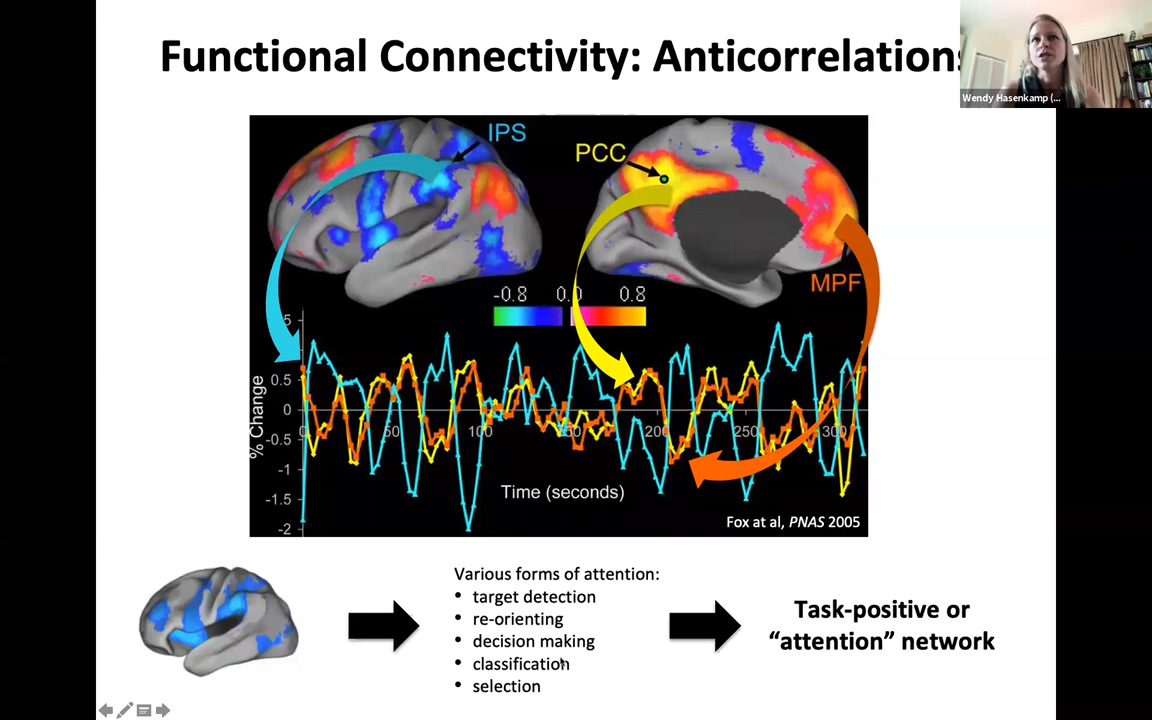 Functional Connectivity: Anticorrelations
Wendy Hasenkamp (...
IPS
PCC
MPF
-0.8 0.0 0.8
% Change
0.5
0
-0.5
-1
-1.5
-2
0 50 100 150 200 250 300
Time (seconds)
Fox at al, PNAS 2005
Various forms of attention:
• target detection
• re-orienting
• decision making
• classification
• selection
Task-positive or
“attention” network